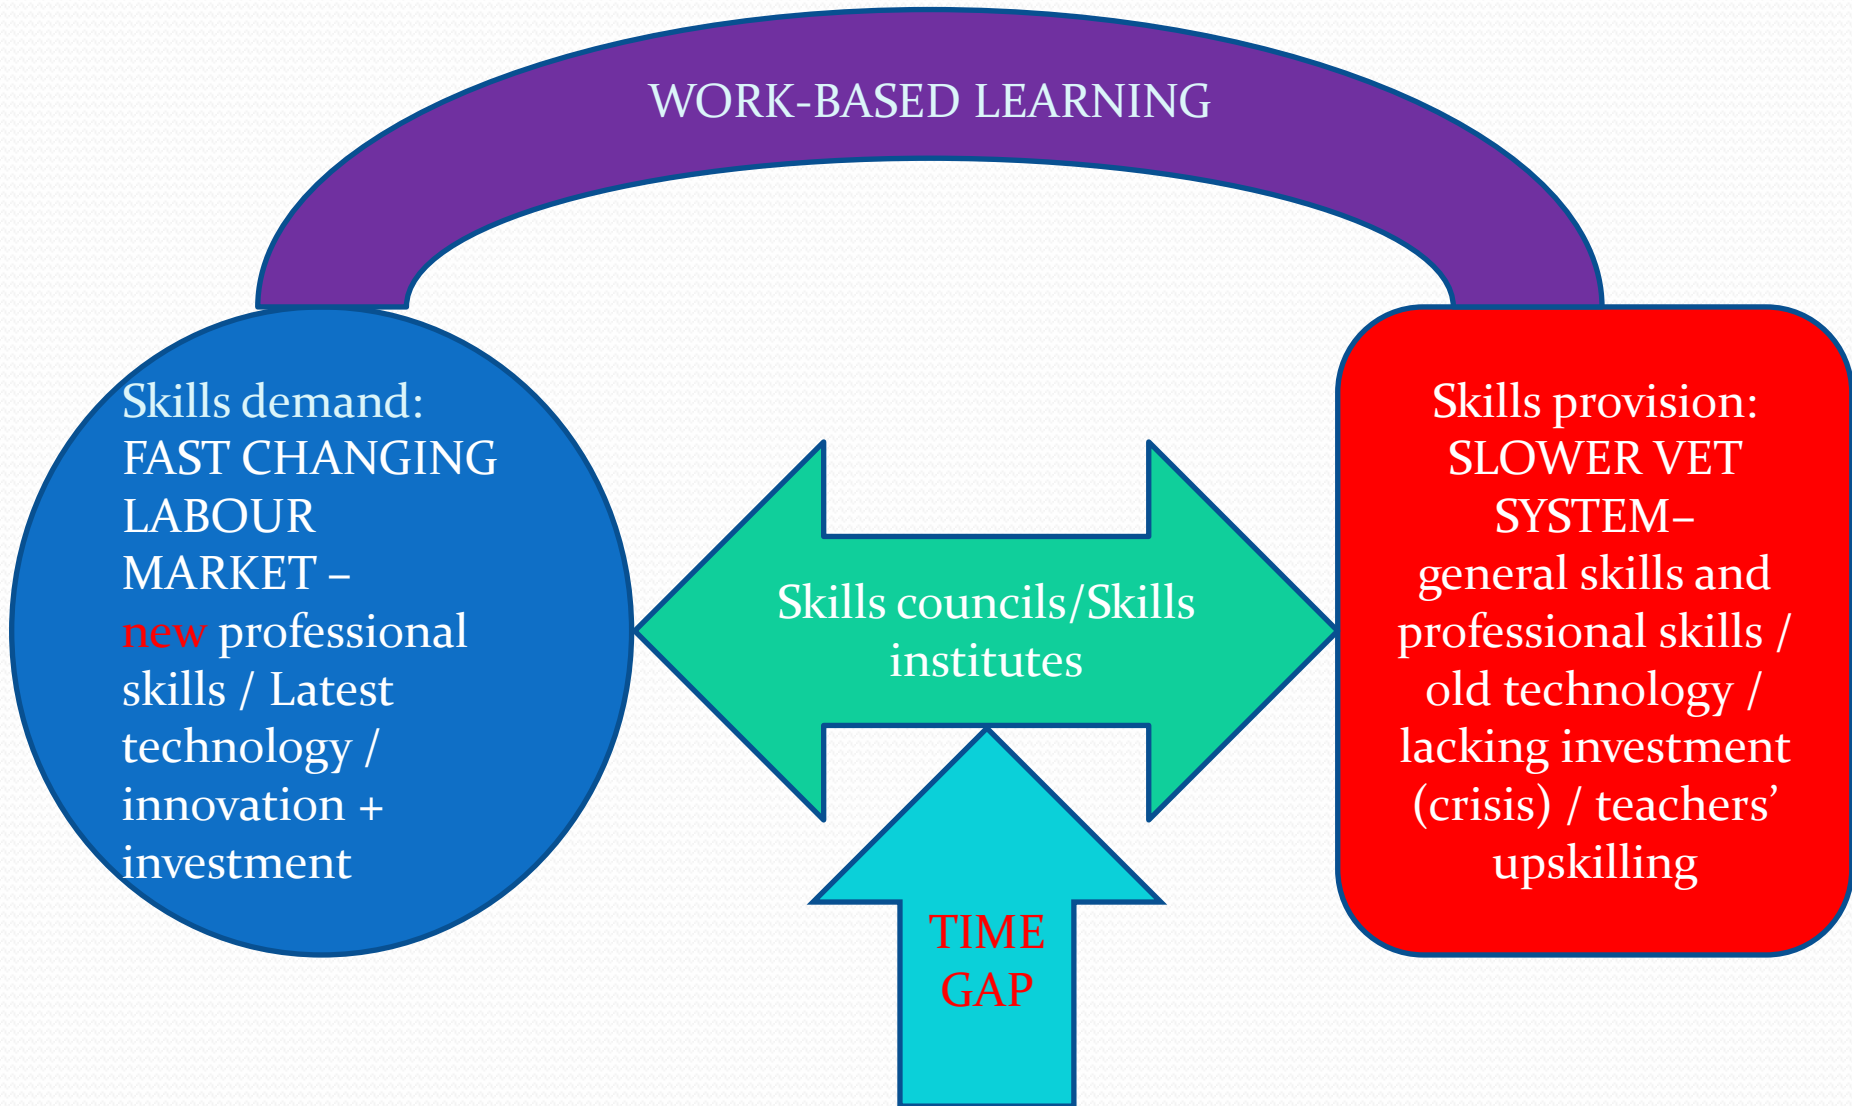 WORK-BASED LEARNING
Skills demand:
FAST CHANGING
LABOUR
MARKET –
new professional
skills / Latest
technology /
innovation +
investment
Skills councils/Skills
institutes
TIME
GAP
Skills provision:
SLOWER VET
SYSTEM–
general skills and
professional skills /
old technology /
lacking investment
(crisis) / teachers’
upskilling